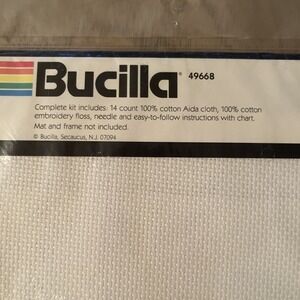 Bucilla® 49668
Complete kit includes: 14 count 100% cotton Aida cloth, 100% cotton
embroidery floss, needle and easy-to-follow instructions with chart.
Mat and frame not included.
© Bucilla, Secaucus, N.J. 07094